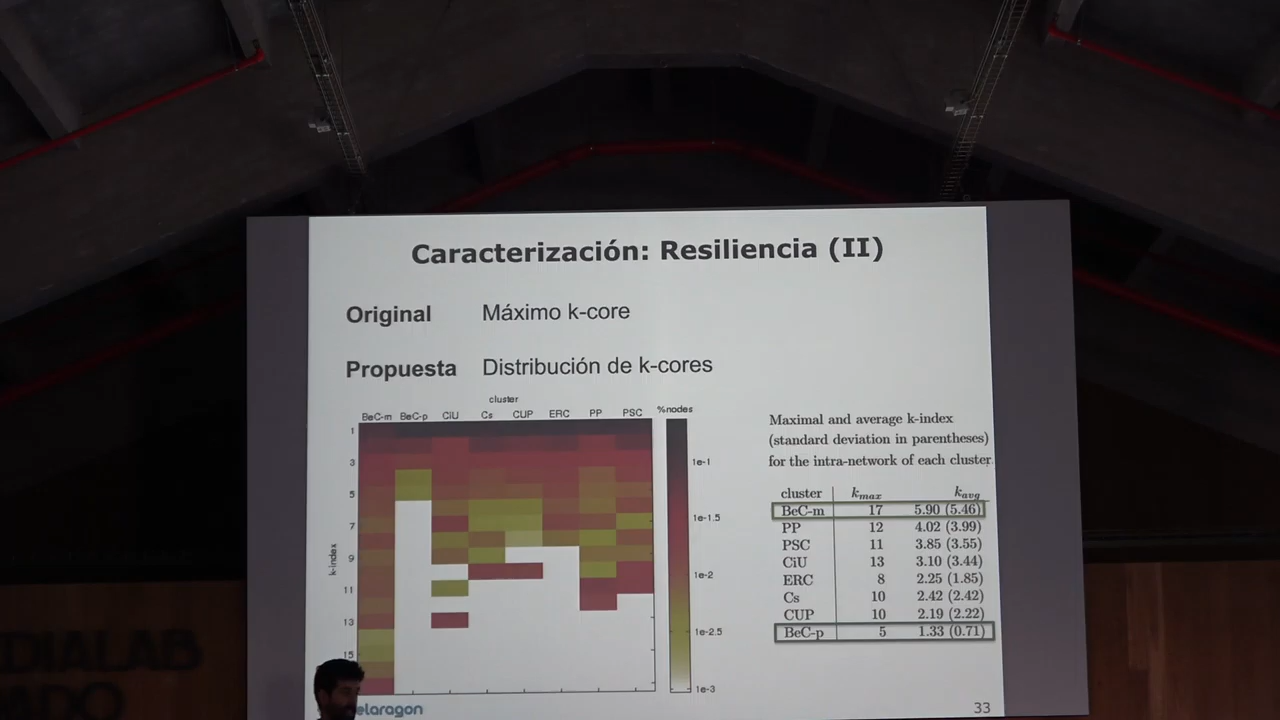 Caracterización: Resiliencia (II)
Original Máximo k-core
Propuesta Distribución de k-cores
cluster
BeC-m BeC-p CiU Cs CUP ERC PP PSC %nodes
k-index
1
3
5
7
9
11
13
15
1e-1
1e-1.5
1e-2
1e-2.5
1e-3
Maximal and average k-index
(standard deviation in parentheses)
for the intra-network of each cluster.
cluster kmax kavg
BeC-m 17 5.90 (5.46)
PP 12 4.02 (3.99)
PSC 11 3.85 (3.55)
CiU 13 3.10 (3.44)
ERC 8 2.25 (1.85)
Cs 10 2.42 (2.42)
CUP 10 2.19 (2.22)
BeC-p 5 1.33 (0.71)
elaragon
33
DIALAB
ADO